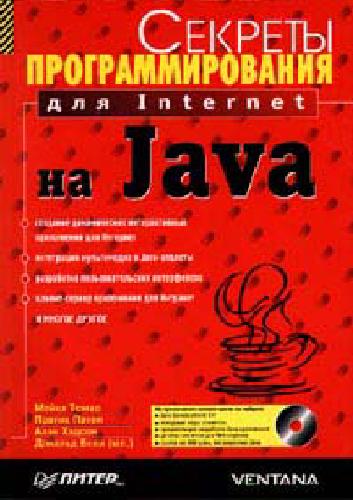 СЕКРЕТЫ
ПРОГРАММИРОВАНИЯ
для Internet
на Java
создание динамических интерактивных
приложений для Интернет
интеграция мультимедиа в Java-апплеты
разработка пользовательских интерфейсов
клиент-сервер приложения для Интернет
И МНОГОЕ ДРУГОЕ
Майкл Томас
Пратик Пател
Алан Хадсон
Дональд Болл (мл.)
ПИТЕР
VENTANA